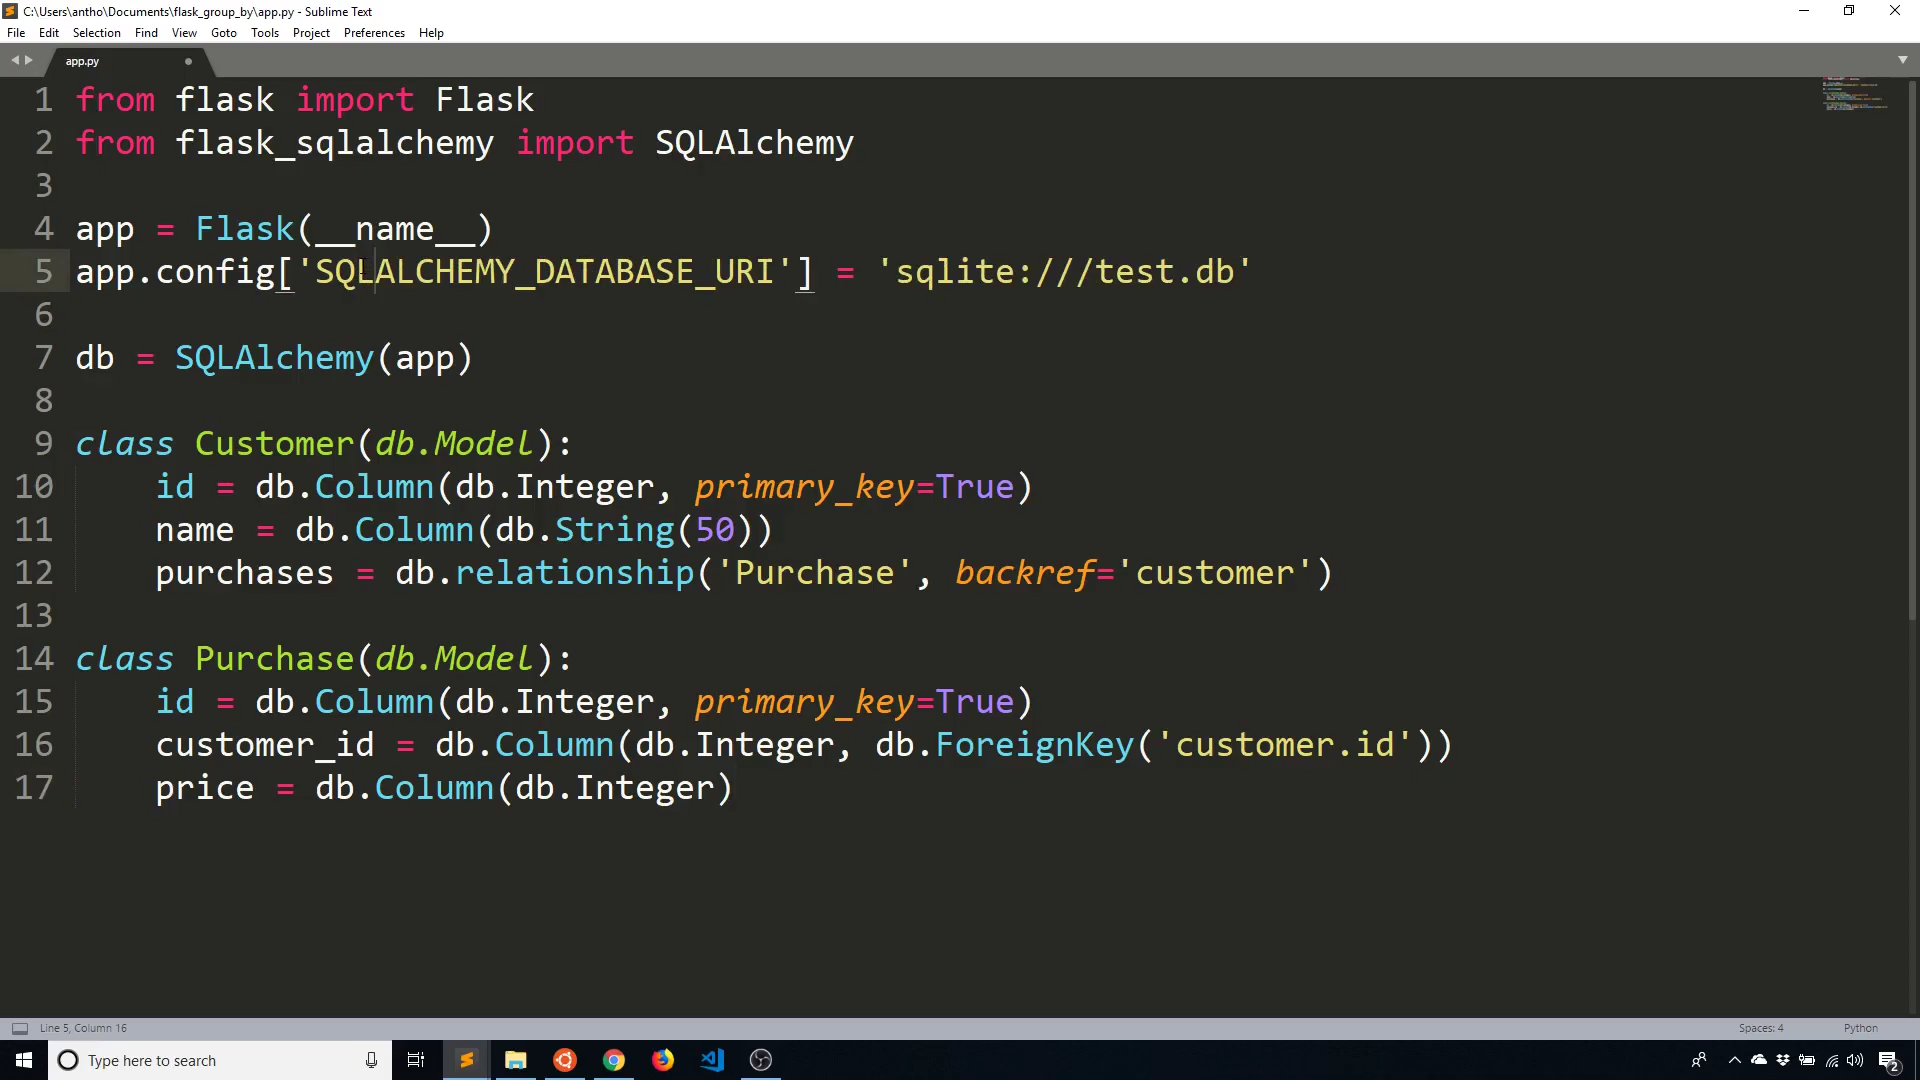 C:\Users\antho\Documents\flask_group_by\app.py - Sublime Text
File Edit Selection Find View Goto Tools Project Preferences Help
app.py
1 from flask import Flask
2 from flask_sqlalchemy import SQLAlchemy
3
4 app = Flask(__name__)
5 app.config['SQLALCHEMY_DATABASE_URI'] = 'sqlite:///test.db'
6
7 db = SQLAlchemy(app)
8
9 class Customer(db.Model):
10     id = db.Column(db.Integer, primary_key=True)
11     name = db.Column(db.String(50))
12     purchases = db.relationship('Purchase', backref='customer')
13
14 class Purchase(db.Model):
15     id = db.Column(db.Integer, primary_key=True)
16     customer_id = db.Column(db.Integer, db.ForeignKey('customer.id'))
17     price = db.Column(db.Integer)
Line 5, Column 16 Spaces: 4 Python
Type here to search 2